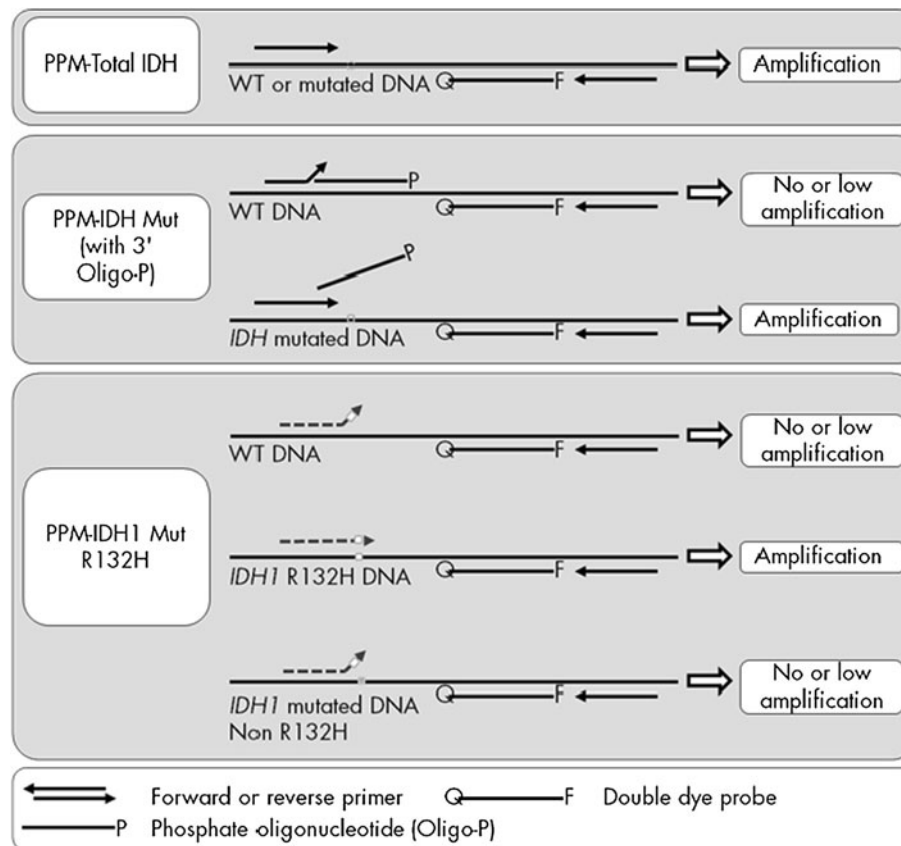 PPM-Total IDH
WT or mutated DNA
Q
F
Amplification
PPM-IDH Mut
(with 3'
Oligo-P)
P
WT DNA
Q
F
No or low
amplification
P
IDH mutated DNA
Q
F
Amplification
PPM-IDH1 Mut
R132H
WT DNA
Q
F
No or low
amplification
IDH1 R132H DNA
Q
F
Amplification
IDH1 mutated DNA
Non R132H
Q
F
No or low
amplification
Forward or reverse primer
Q
F
Double dye probe
P
Phosphate oligonucleotide (Oligo-P)